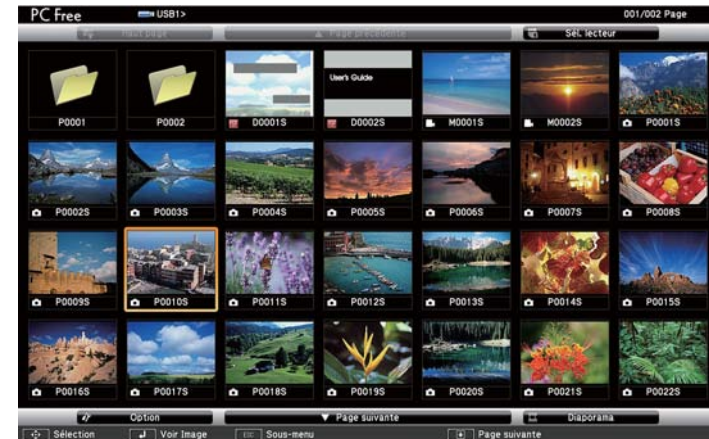 PC Free USB1> 001/002 Page
Haut page ▲ Page précédente Sél. lecteur
User's Guide
P0001 P0002 D0001S D0002S M0001S M0002S P0001S
P0002S P0003S P0004S P0005S P0006S P0007S P0008S
P0009S P0010S P0011S P0012S P0013S P0014S P0015S
P0016S P0017S P0018S P0019S P0020S P0021S P0022S
Option ▼ Page suivante Diaporama
Sélection Voir Image ESC Sous-menu Page suivante